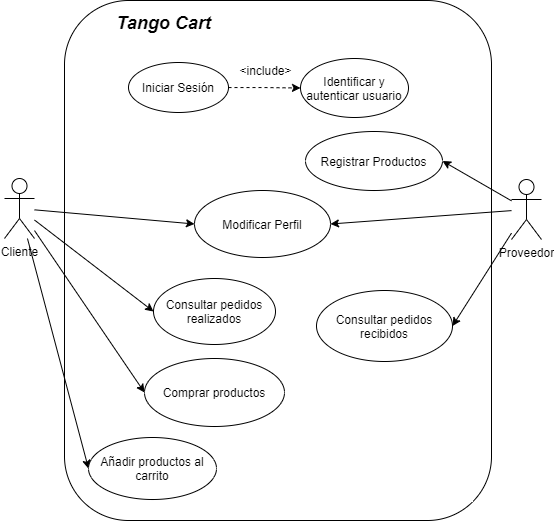 Tango Cart
Iniciar Sesión
<include>
Identificar y
autenticar usuario
Registrar Productos
Modificar Perfil
Cliente
Proveedor
Consultar pedidos
realizados
Consultar pedidos
recibidos
Comprar productos
Añadir productos al
carrito